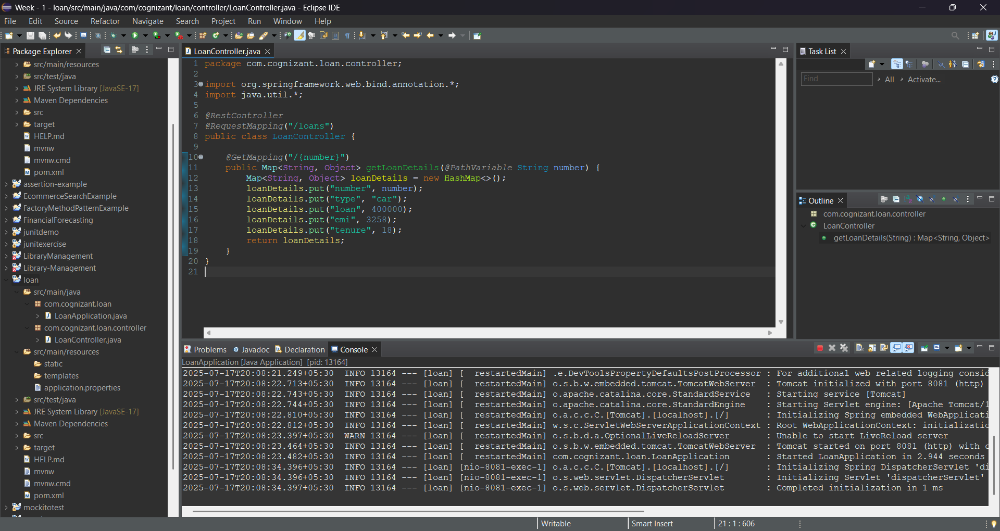 Week - 1 - loan/src/main/java/com/cognizant/loan/controller/LoanController.java - Eclipse IDE
File Edit Source Refactor Navigate Search Project Run Window Help
Package Explorer
src/main/resources
src/test/java
JRE System Library [JavaSE-17]
Maven Dependencies
src
target
HELP.md
mvnw
mvnw.cmd
pom.xml
assertion-example
EcommerceSearchExample
FactoryMethodPatternExample
FinancialForecasting
junitdemo
junitexercise
LibraryManagement
Library-Management
loan
src/main/java
com.cognizant.loan
LoanApplication.java
com.cognizant.loan.controller
LoanController.java
src/main/resources
static
templates
application.properties
src/test/java
JRE System Library [JavaSE-17]
Maven Dependencies
src
target
HELP.md
mvnw
mvnw.cmd
pom.xml
mockitotest
LoanController.java
1 package com.cognizant.loan.controller;
2
3 import org.springframework.web.bind.annotation.*;
4 import java.util.*;
5
6 @RestController
7 @RequestMapping("/loans")
8 public class LoanController {
9
10 @GetMapping("/{number}")
11 public Map<String, Object> getLoanDetails(@PathVariable String number) {
12 Map<String, Object> loanDetails = new HashMap<>();
13 loanDetails.put("number", number);
14 loanDetails.put("type", "car");
15 loanDetails.put("loan", 400000);
16 loanDetails.put("emi", 3258);
17 loanDetails.put("tenure", 18);
18 return loanDetails;
19 }
20 }
21
Task List
Find All Activate...
Outline
com.cognizant.loan.controller
LoanController
getLoanDetails(String) : Map<String, Object>
Problems Javadoc Declaration Console
LoanApplication [Java Application] [pid: 13164]
2025-07-17T20:08:21.249+05:30 INFO 13164 --- [loan] [ restartedMain] .e.DevToolsPropertyDefaultsPostProcessor : For additional web related logging consid
2025-07-17T20:08:22.713+05:30 INFO 13164 --- [loan] [ restartedMain] o.s.b.w.embedded.tomcat.TomcatWebServer : Tomcat initialized with port 8081 (http)
2025-07-17T20:08:22.743+05:30 INFO 13164 --- [loan] [ restartedMain] o.apache.catalina.core.StandardService : Starting service [Tomcat]
2025-07-17T20:08:22.744+05:30 INFO 13164 --- [loan] [ restartedMain] o.apache.catalina.core.StandardEngine : Starting Servlet engine: [Apache Tomcat/1
2025-07-17T20:08:22.810+05:30 INFO 13164 --- [loan] [ restartedMain] o.a.c.c.C.[Tomcat].[localhost].[/] : Initializing Spring embedded WebApplicati
2025-07-17T20:08:22.812+05:30 INFO 13164 --- [loan] [ restartedMain] w.s.c.ServletWebServerApplicationContext : Root WebApplicationContext: initializatio
2025-07-17T20:08:23.397+05:30 WARN 13164 --- [loan] [ restartedMain] o.s.b.d.a.OptionalLiveReloadServer : Unable to start LiveReload server
2025-07-17T20:08:23.464+05:30 INFO 13164 --- [loan] [ restartedMain] o.s.b.w.embedded.tomcat.TomcatWebServer : Tomcat started on port 8081 (http) with c
2025-07-17T20:08:23.482+05:30 INFO 13164 --- [loan] [ restartedMain] com.cognizant.loan.LoanApplication : Started LoanApplication in 2.944 seconds
2025-07-17T20:08:34.396+05:30 INFO 13164 --- [loan] [nio-8081-exec-1] o.a.c.c.C.[Tomcat].[localhost].[/] : Initializing Spring DispatcherServlet 'di
2025-07-17T20:08:34.396+05:30 INFO 13164 --- [loan] [nio-8081-exec-1] o.s.web.servlet.DispatcherServlet : Initializing Servlet 'dispatcherServlet'
2025-07-17T20:08:34.397+05:30 INFO 13164 --- [loan] [nio-8081-exec-1] o.s.web.servlet.DispatcherServlet : Completed initialization in 1 ms
Writable Smart Insert 21 : 1 : 606